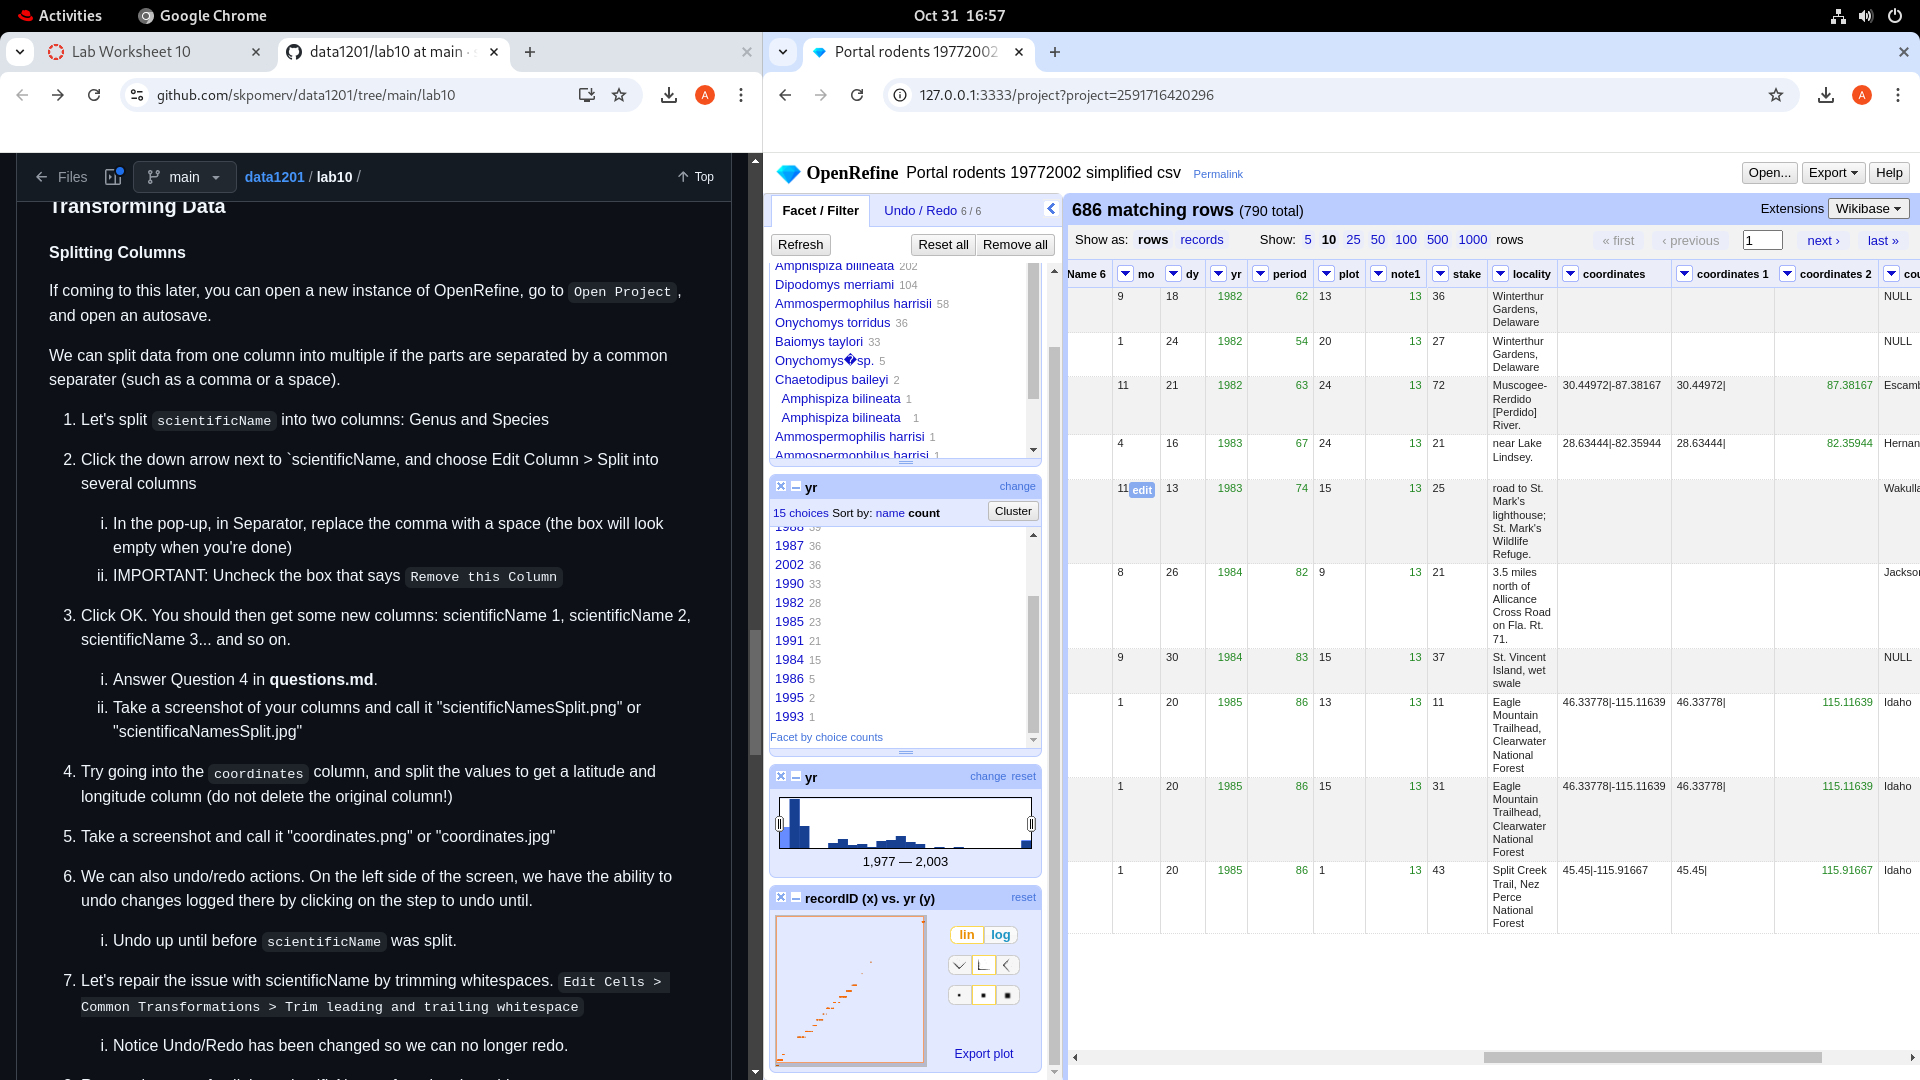 Activities
Google Chrome
Oct 31 16:57
Lab Worksheet 10
data1201/lab10 at main ·
github.com/skpomerv/data1201/tree/main/lab10
A
Files
main
data1201 / lab10 /
Top
Transforming Data
Splitting Columns
If coming to this later, you can open a new instance of OpenRefine, go to Open Project,
and open an autosave.
We can split data from one column into multiple if the parts are separated by a common
separater (such as a comma or a space).
1. Let's split scientificName into two columns: Genus and Species
2. Click the down arrow next to `scientificName, and choose Edit Column > Split into
several columns
i. In the pop-up, in Separator, replace the comma with a space (the box will look
empty when you're done)
ii. IMPORTANT: Uncheck the box that says Remove this Column
3. Click OK. You should then get some new columns: scientificName 1, scientificName 2,
scientificName 3... and so on.
i. Answer Question 4 in questions.md.
ii. Take a screenshot of your columns and call it "scientificNamesSplit.png" or
"scientificaNamesSplit.jpg"
4. Try going into the coordinates column, and split the values to get a latitude and
longitude column (do not delete the original column!)
5. Take a screenshot and call it "coordinates.png" or "coordinates.jpg"
6. We can also undo/redo actions. On the left side of the screen, we have the ability to
undo changes logged there by clicking on the step to undo until.
i. Undo up until before scientificName was split.
7. Let's repair the issue with scientificName by trimming whitespaces. Edit Cells >
Common Transformations > Trim leading and trailing whitespace
i. Notice Undo/Redo has been changed so we can no longer redo.
Portal rodents 19772002
127.0.0.1:3333/project?project=2591716420296
A
OpenRefine Portal rodents 19772002 simplified csv Permalink
Open... Export Help
Facet / Filter Undo / Redo 6 / 6
Refresh Reset all Remove all
Amphispiza bilineata 202
Dipodomys merriami 104
Ammospermophilus harrisii 58
Onychomys torridus 36
Baiomys taylori 33
Onychomys�sp. 5
Chaetodipus baileyi 2
Amphispiza bilineata 1
Amphispiza bilineata 1
Ammospermophilis harrisi 1
Ammospermophilus harrisi 1
yr change
15 choices Sort by: name count Cluster
1988 39
1987 36
2002 36
1990 33
1982 28
1985 23
1991 21
1984 15
1986 5
1995 2
1993 1
Facet by choice counts
yr change reset
1,977 — 2,003
recordID (x) vs. yr (y) reset
lin log
Export plot
686 matching rows (790 total)
Extensions Wikibase
Show as: rows records Show: 5 10 25 50 100 500 1000 rows
« first ‹ previous 1 next › last »
Name 6 mo dy yr period plot note1 stake locality coordinates coordinates 1 coordinates 2 cou
9 18 1982 62 13 13 36 Winterthur NULL
Gardens,
Delaware
1 24 1982 54 20 13 27 Winterthur NULL
Gardens,
Delaware
11 21 1982 63 24 13 72 Muscogee- 30.44972|-87.38167 30.44972| 87.38167 Escamb
Rerdido
[Perdido]
River.
4 16 1983 67 24 13 21 near Lake 28.63444|-82.35944 28.63444| 82.35944 Hernan
Lindsey.
11 edit 13 1983 74 15 13 25 road to St. Wakulla
Mark's
lighthouse;
St. Mark's
Wildlife
Refuge.
8 26 1984 82 9 13 21 3.5 miles Jackson
north of
Allicance
Cross Road
on Fla. Rt.
71.
9 30 1984 83 15 13 37 St. Vincent NULL
Island, wet
swale
1 20 1985 86 13 13 11 Eagle 46.33778|-115.11639 46.33778| 115.11639 Idaho
Mountain
Trailhead,
Clearwater
National
Forest
1 20 1985 86 15 13 31 Eagle 46.33778|-115.11639 46.33778| 115.11639 Idaho
Mountain
Trailhead,
Clearwater
National
Forest
1 20 1985 86 1 13 43 Split Creek 45.45|-115.91667 45.45| 115.91667 Idaho
Trail, Nez
Perce
National
Forest